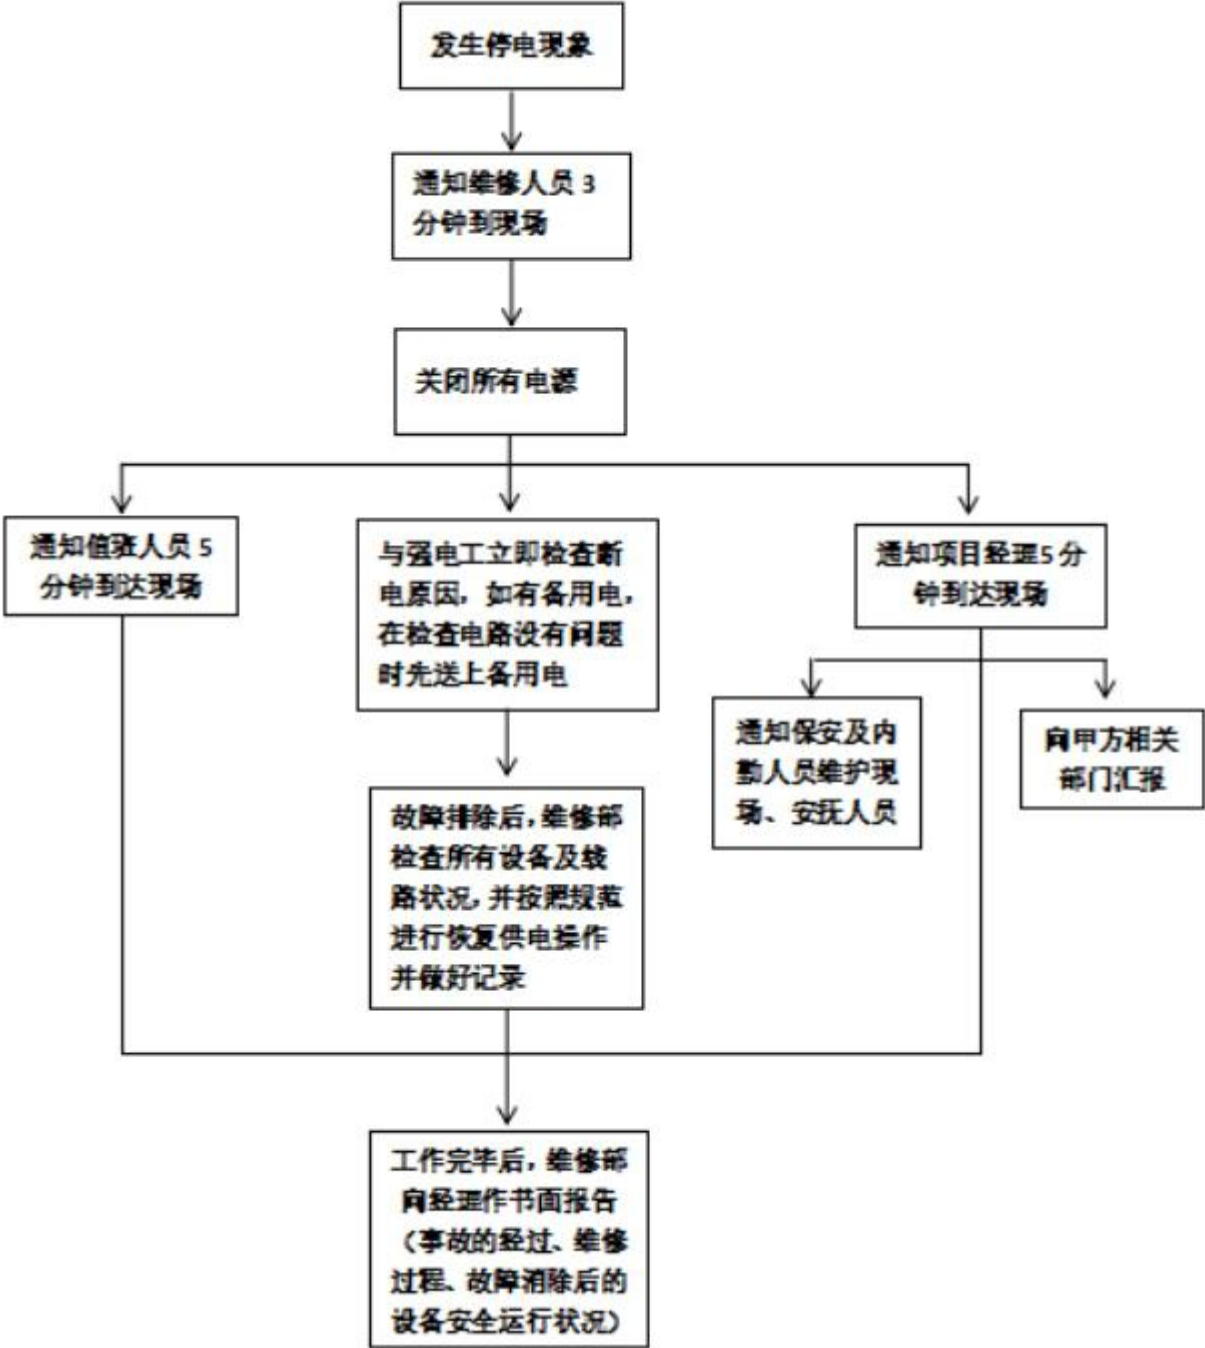 发生停电现象
通知维修人员 3
分钟到现场
关闭所有电源
通知值班人员 5
分钟到达现场
与强电工立即检查断
电原因，如有备用电，
在检查电路没有问题
时先送上备用电
通知项目经理5 分
钟到达现场
通知保安及内
勤人员维护现
场、安抚人员
向甲方相关
部门汇报
故障排除后，维修部
检查所有设备及线
路状况，并按照规范
进行恢复供电操作
并做好记录
工作完毕后，维修部
向经理作书面报告
（事故的经过、维修
过程、故障消除后的
设备安全运行状况）